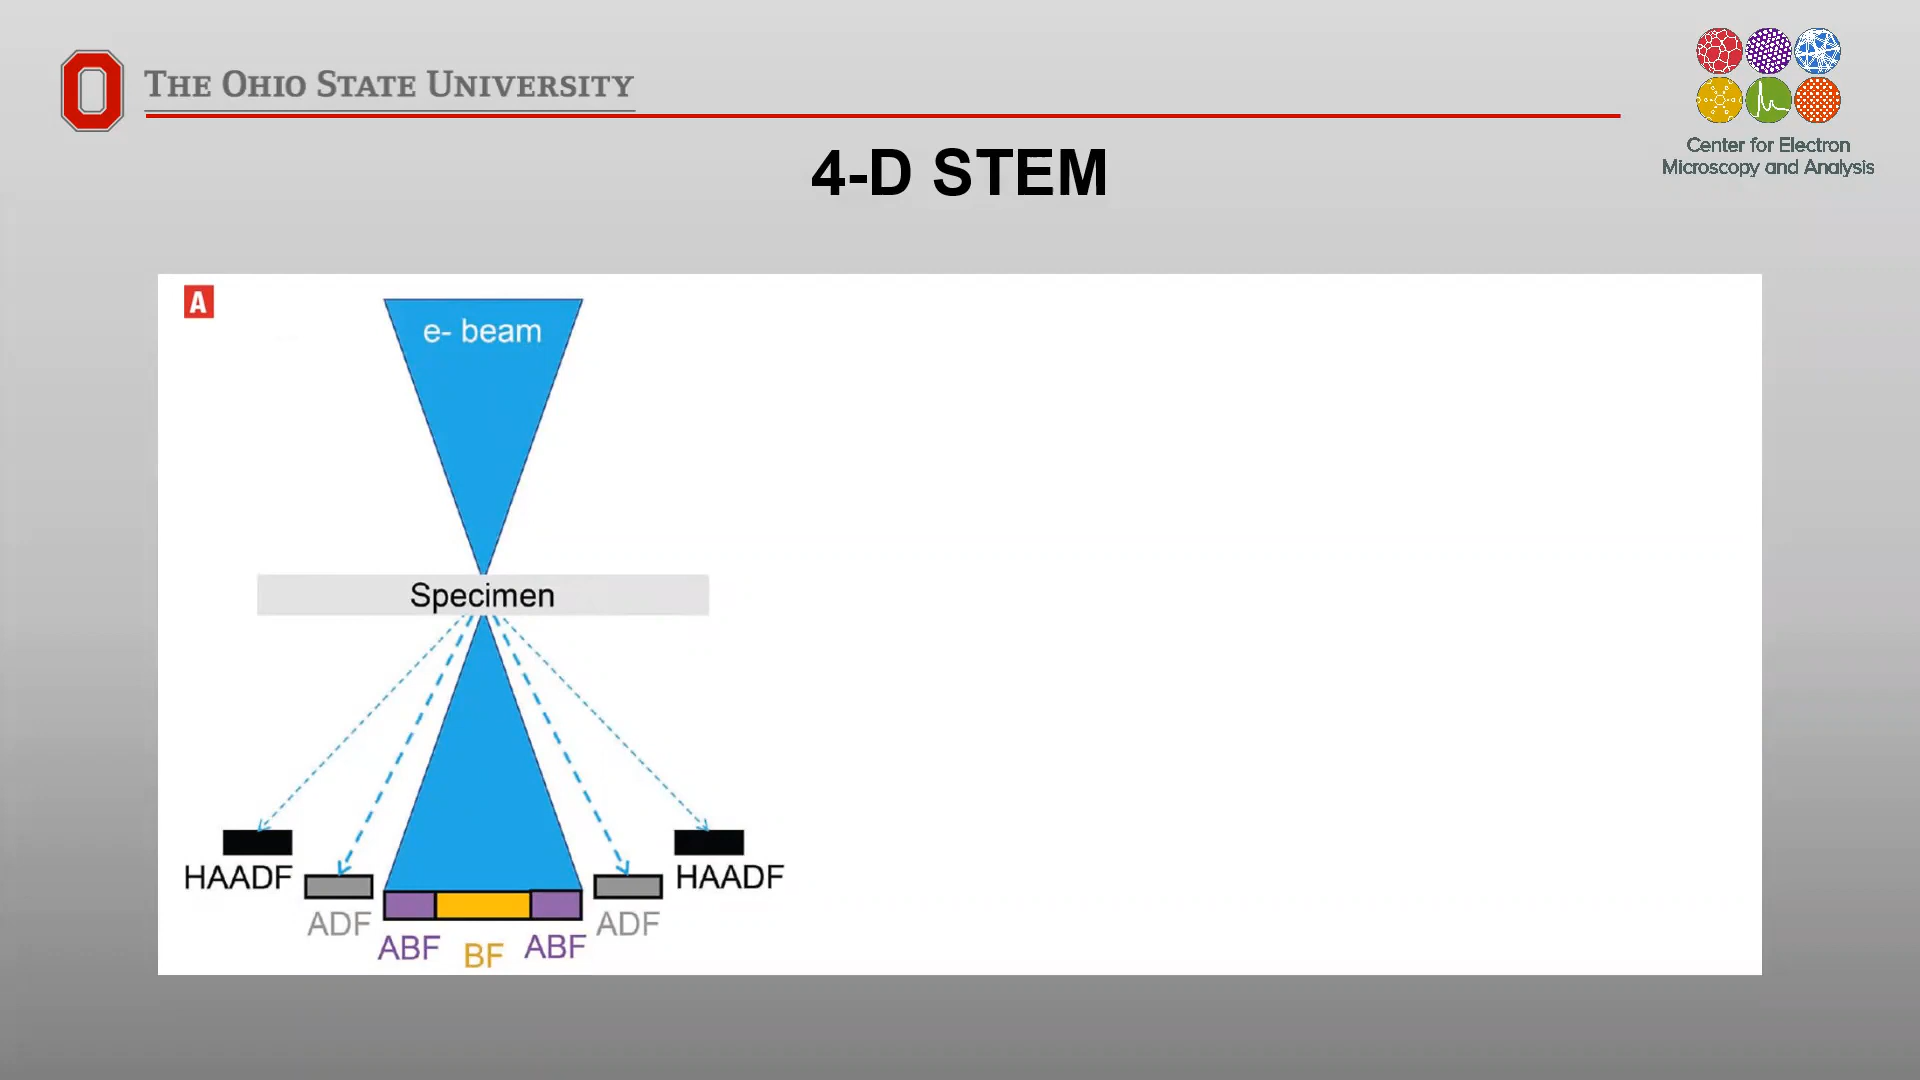 THE OHIO STATE UNIVERSITY
Center for Electron
Microscopy and Analysis
4-D STEM
A
e- beam
Specimen
HAADF
HAADF
ADF
ADF
ABF
BF
ABF